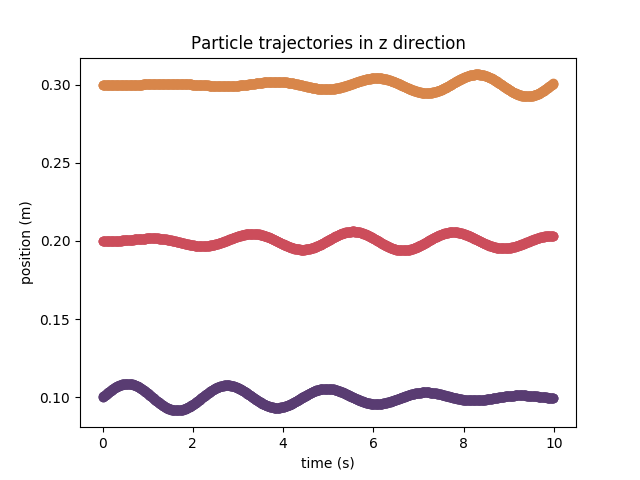 Particle trajectories in z direction
0.30
0.25
0.20
0.15
0.10
position (m)
0 2 4 6 8 10
time (s)